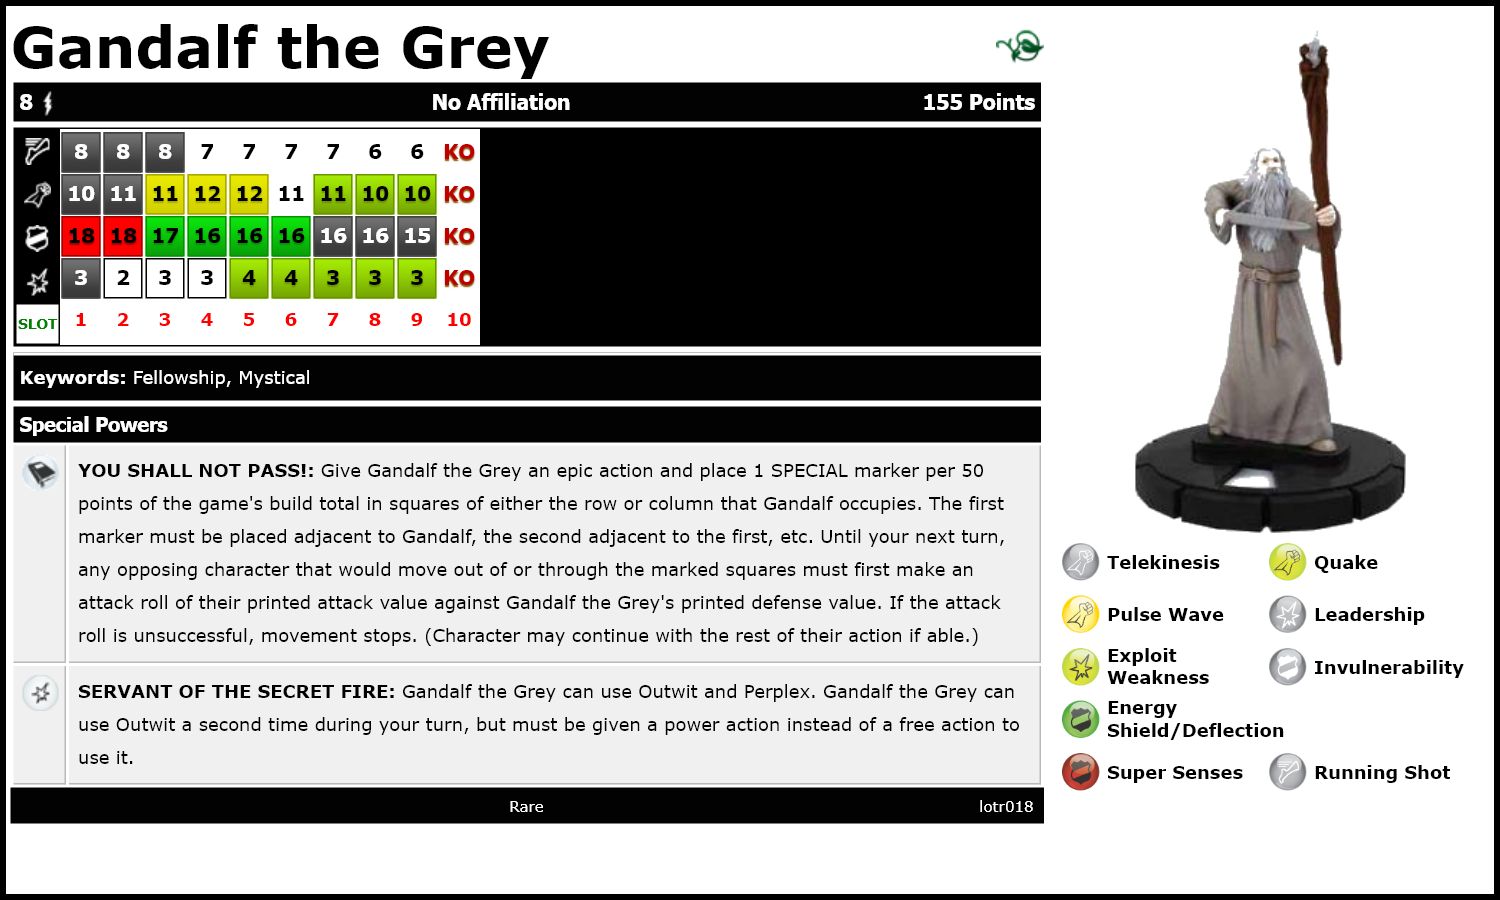 Gandalf the Grey
8 No Affiliation 155 Points
8 8 8 7 7 7 7 6 6 KO
10 11 11 12 12 11 11 10 10 KO
18 18 17 16 16 16 16 16 15 KO
3 2 3 3 4 4 3 3 3 KO
SLOT 1 2 3 4 5 6 7 8 9 10
Keywords: Fellowship, Mystical
Special Powers
YOU SHALL NOT PASS!: Give Gandalf the Grey an epic action and place 1 SPECIAL marker per 50
points of the game's build total in squares of either the row or column that Gandalf occupies. The first
marker must be placed adjacent to Gandalf, the second adjacent to the first, etc. Until your next turn,
any opposing character that would move out of or through the marked squares must first make an
attack roll of their printed attack value against Gandalf the Grey's printed defense value. If the attack
roll is unsuccessful, movement stops. (Character may continue with the rest of their action if able.)
SERVANT OF THE SECRET FIRE: Gandalf the Grey can use Outwit and Perplex. Gandalf the Grey can
use Outwit a second time during your turn, but must be given a power action instead of a free action to
use it.
Rare lotr018
Telekinesis Quake
Pulse Wave Leadership
Exploit
Weakness
Invulnerability
Energy
Shield/Deflection
Super Senses Running Shot